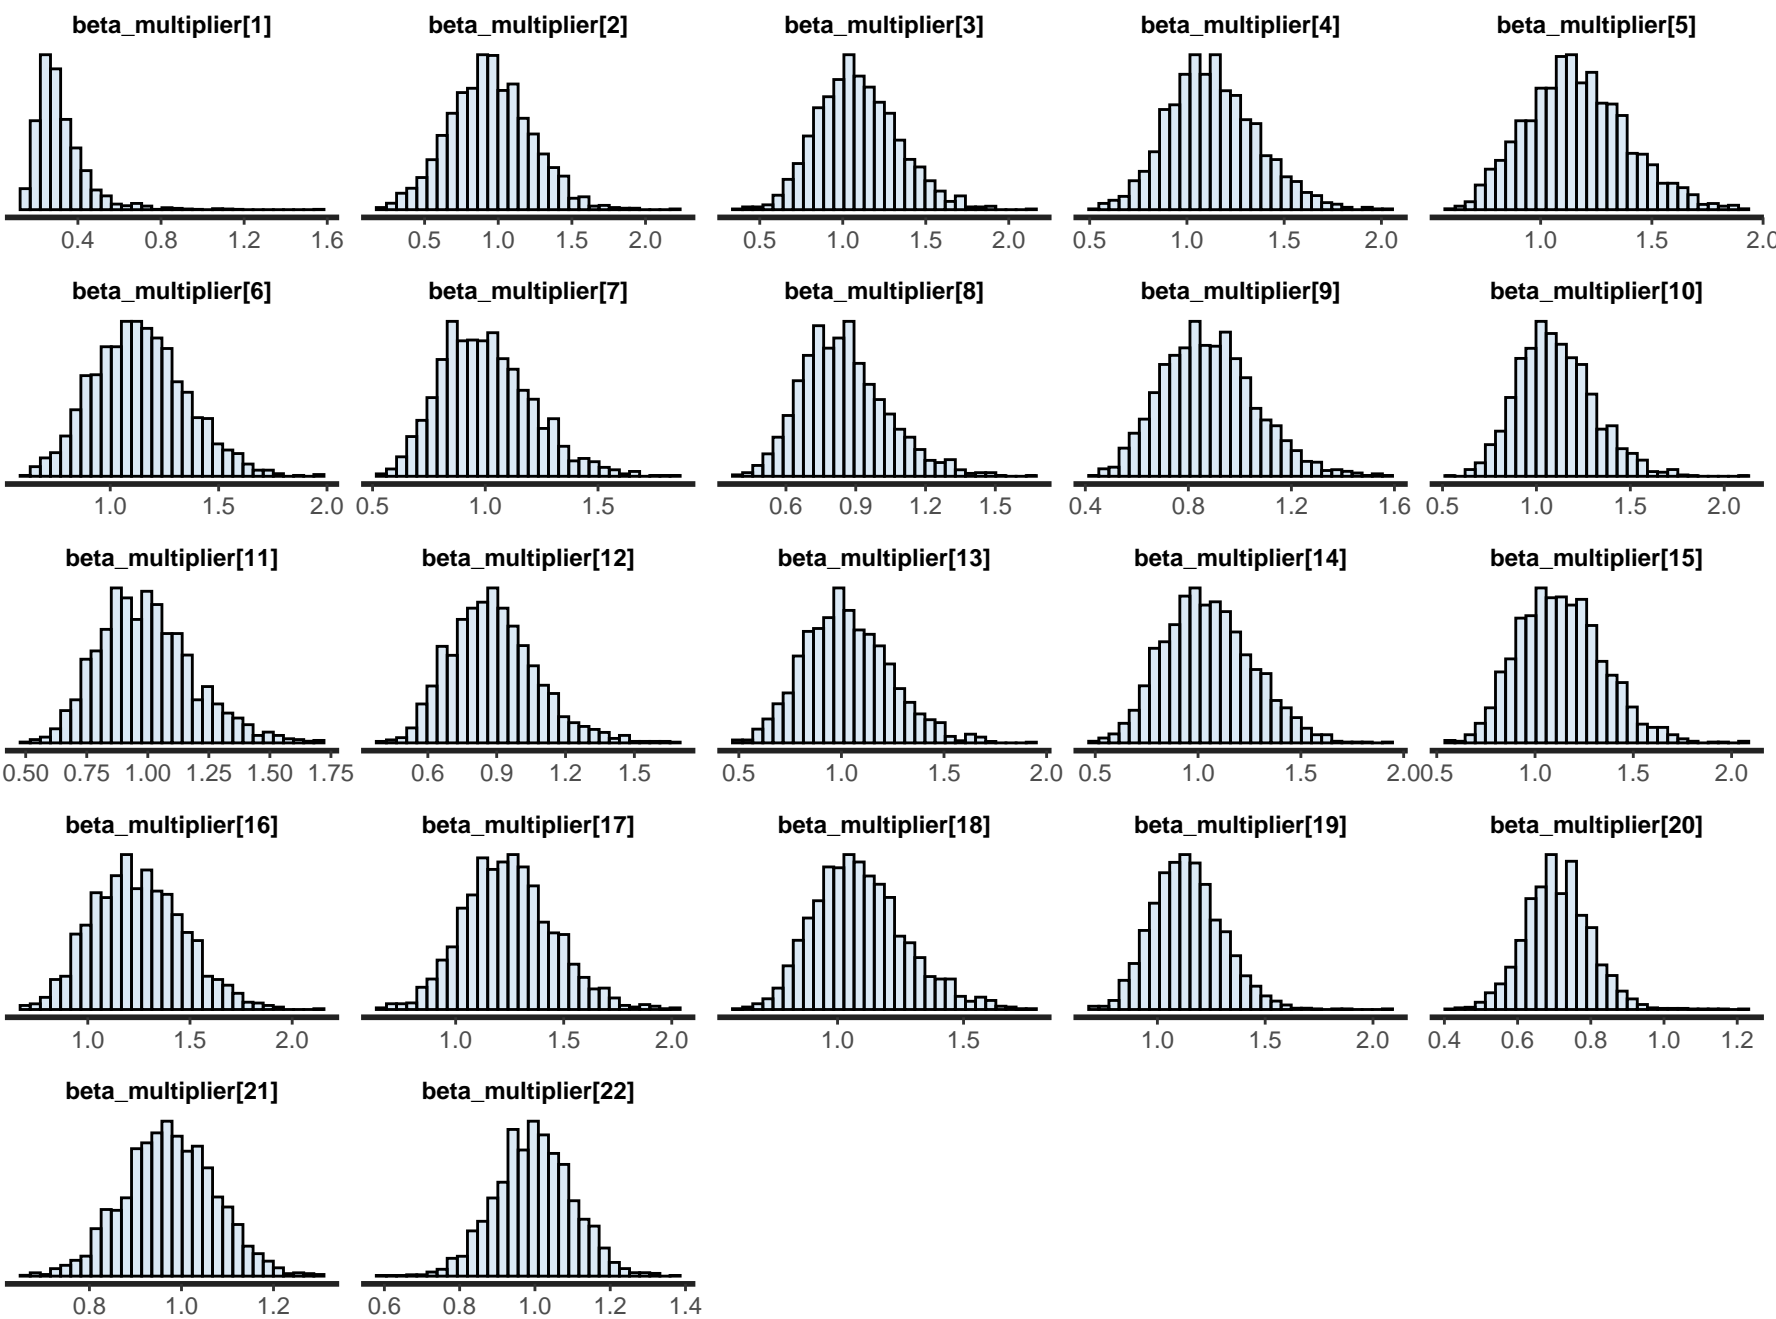 beta_multiplier[1] beta_multiplier[2] beta_multiplier[3] beta_multiplier[4] beta_multiplier[5]
0.4 0.8 1.2 1.6 0.5 1.0 1.5 2.0 0.5 1.0 1.5 2.0 0.5 1.0 1.5 2.0 1.0 1.5 2.0
beta_multiplier[6] beta_multiplier[7] beta_multiplier[8] beta_multiplier[9] beta_multiplier[10]
1.0 1.5 2.0 0.5 1.0 1.5 0.6 0.9 1.2 1.5 0.4 0.8 1.2 1.6 0.5 1.0 1.5 2.0
beta_multiplier[11] beta_multiplier[12] beta_multiplier[13] beta_multiplier[14] beta_multiplier[15]
0.50 0.75 1.00 1.25 1.50 1.75 0.6 0.9 1.2 1.5 0.5 1.0 1.5 2.0 0.5 1.0 1.5 2.0 0.5 1.0 1.5 2.0
beta_multiplier[16] beta_multiplier[17] beta_multiplier[18] beta_multiplier[19] beta_multiplier[20]
1.0 1.5 2.0 1.0 1.5 2.0 1.0 1.5 1.0 1.5 2.0 0.4 0.6 0.8 1.0 1.2
beta_multiplier[21] beta_multiplier[22]
0.8 1.0 1.2 0.6 0.8 1.0 1.2 1.4